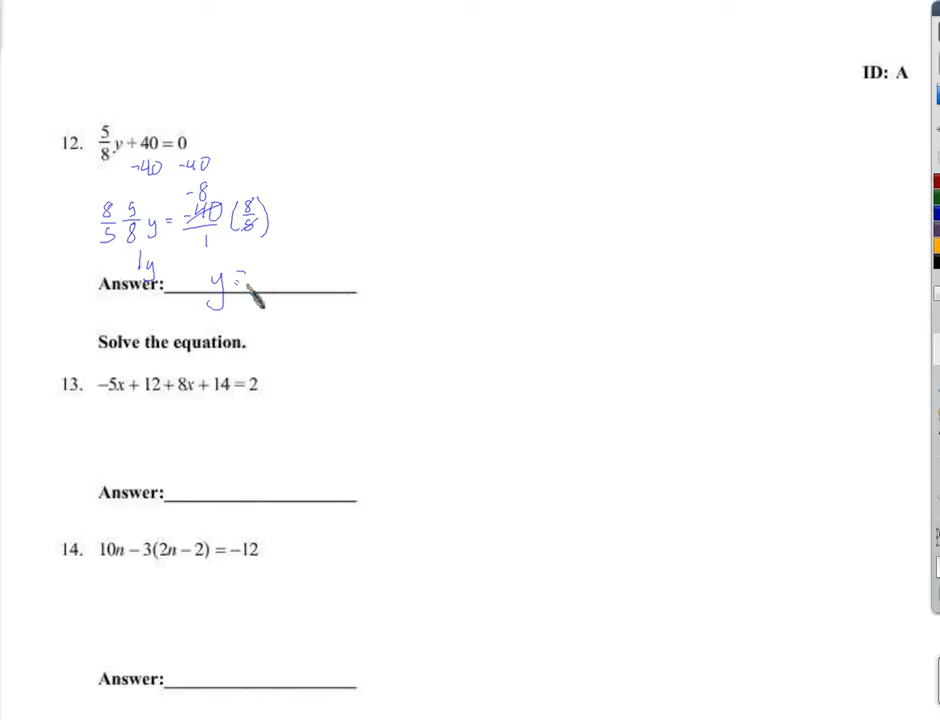 ID: A
12. 5/8 y + 40 = 0
-40 -40
-8
8/5 5/8 y = -40/1 (8/5)
1y
Answer: y =
Solve the equation.
13. −5x + 12 + 8x + 14 = 2
Answer:
14. 10n − 3(2n − 2) = −12
Answer: